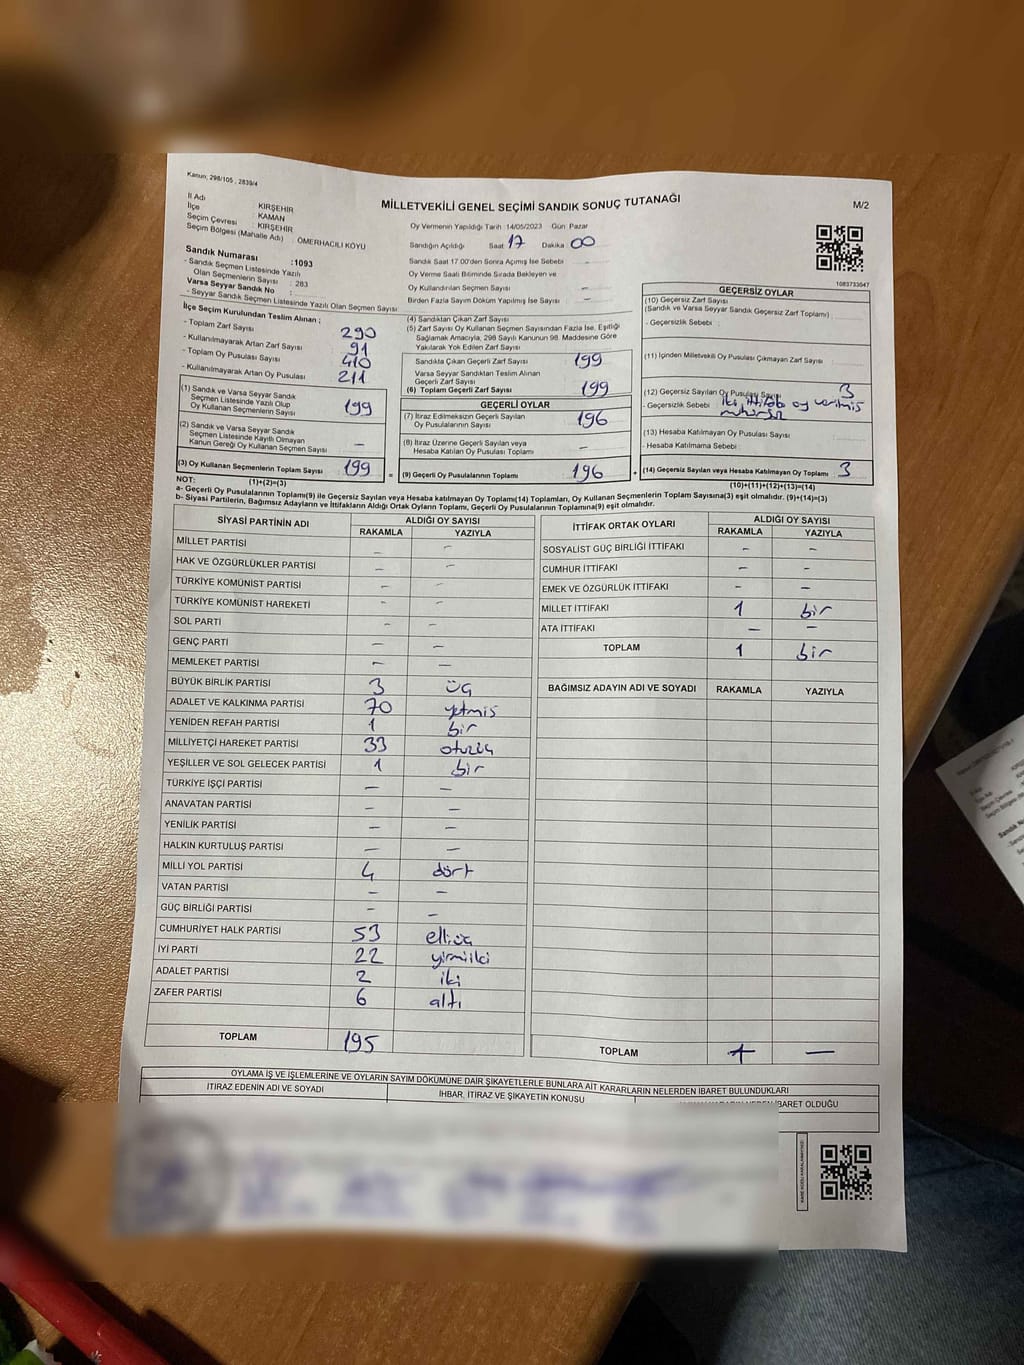 Kanun; 298/105 , 2839/4
MİLLETVEKİLİ GENEL SEÇİMİ SANDIK SONUÇ TUTANAĞI
M/2
İl Adı : KIRŞEHİR
İlçe : KAMAN
Seçim Çevresi : KIRŞEHİR
Seçim Bölgesi (Mahalle Adı) : ÖMERHACILI KÖYÜ
Sandık Numarası : 1093
- Sandık Seçmen Listesinde Yazılı
Olan Seçmenlerin Sayısı : 283
Varsa Seyyar Sandık No :
- Seyyar Sandık Seçmen Listesinde Yazılı Olan Seçmen Sayısı
Oy Vermenin Yapıldığı Tarih : 14/05/2023 Gün Pazar
Sandığın Açıldığı Saat 17 Dakika 00
Sandık Saat 17.00'den Sonra Açılmış İse Sebebi
Oy Verme Saati Bitiminde Sırada Bekleyen ve
Oy Kullandırılan Seçmen Sayısı : –
Birden Fazla Sayım Döküm Yapılmış İse Sayısı : –
1083733047
İlçe Seçim Kurulundan Teslim Alınan ;
- Toplam Zarf Sayısı : 290
- Kullanılmayarak Artan Zarf Sayısı : 91
- Toplam Oy Pusulası Sayısı : 410
- Kullanılmayarak Artan Oy Pusulası : 211
(1) Sandık ve Varsa Seyyar Sandık
Seçmen Listesinde Yazılı Olup
Oy Kullanan Seçmenlerin Sayısı : 199
(2) Sandık ve Varsa Seyyar Sandık
Seçmen Listesinde Kayıtlı Olmayan
Kanun Gereği Oy Kullanan Seçmen Sayısı : –
(3) Oy Kullanan Seçmenlerin Toplam Sayısı : 199
(1)+(2)=(3)
(4) Sandıktan Çıkan Zarf Sayısı
(5) Zarf Sayısı Oy Kullanan Seçmen Sayısından Fazla İse, Eşitliği
Sağlamak Amacıyla, 298 Sayılı Kanunun 98. Maddesine Göre
Yakılarak Yok Edilen Zarf Sayısı
Sandıkta Çıkan Geçerli Zarf Sayısı : 199
Varsa Seyyar Sandıktan Teslim Alınan
Geçerli Zarf Sayısı
(6) Toplam Geçerli Zarf Sayısı : 199
GEÇERLİ OYLAR
(7) İtiraz Edilmeksizin Geçerli Sayılan
Oy Pusulalarının Sayısı : 196
(8) İtiraz Üzerine Geçerli Sayılan veya
Hesaba Katılan Oy Pusulası Toplamı : –
= (9) Geçerli Oy Pusulalarının Toplamı : 196
GEÇERSİZ OYLAR
(10) Geçersiz Zarf Sayısı
(Sandık ve Varsa Seyyar Sandık Geçersiz Zarf Toplamı) :
- Geçersizlik Sebebi :
(11) İçinden Milletvekili Oy Pusulası Çıkmayan Zarf Sayısı :
(12) Geçersiz Sayılan Oy Pusulası Sayısı : 3
- Geçersizlik Sebebi : iki ittifaka oy verilmiş
mühürsüz
(13) Hesaba Katılmayan Oy Pusulası Sayısı :
- Hesaba Katılmama Sebebi :
+ (14) Geçersiz Sayılan veya Hesaba Katılmayan Oy Toplamı : 3
(10)+(11)+(12)+(13)=(14)
NOT:
a- Geçerli Oy Pusulalarının Toplamı(9) ile Geçersiz Sayılan veya Hesaba katılmayan Oy Toplamı(14) Toplamları, Oy Kullanan Seçmenlerin Toplam Sayısına(3) eşit olmalıdır. (9)+(14)=(3)
b- Siyasi Partilerin, Bağımsız Adayların ve İttifakların Aldığı Ortak Oyların Toplamı, Geçerli Oy Pusulalarının Toplamına(9) eşit olmalıdır.
SİYASİ PARTİNİN ADI ALDIĞI OY SAYISI
RAKAMLA YAZIYLA
MİLLET PARTİSİ – –
HAK VE ÖZGÜRLÜKLER PARTİSİ – –
TÜRKİYE KOMÜNİST PARTİSİ – –
TÜRKİYE KOMÜNİST HAREKETİ – –
SOL PARTİ – –
GENÇ PARTİ – –
MEMLEKET PARTİSİ – –
BÜYÜK BİRLİK PARTİSİ 3 üç
ADALET VE KALKINMA PARTİSİ 70 yetmiş
YENİDEN REFAH PARTİSİ 1 bir
MİLLİYETÇİ HAREKET PARTİSİ 33 otuzüç
YEŞİLLER VE SOL GELECEK PARTİSİ 1 bir
TÜRKİYE İŞÇİ PARTİSİ – –
ANAVATAN PARTİSİ – –
YENİLİK PARTİSİ – –
HALKIN KURTULUŞ PARTİSİ – –
MİLLİ YOL PARTİSİ 4 dört
VATAN PARTİSİ – –
GÜÇ BİRLİĞİ PARTİSİ – –
CUMHURİYET HALK PARTİSİ 53 elliüç
İYİ PARTİ 22 yirmiiki
ADALET PARTİSİ 2 iki
ZAFER PARTİSİ 6 altı
TOPLAM 195
İTTİFAK ORTAK OYLARI ALDIĞI OY SAYISI
RAKAMLA YAZIYLA
SOSYALİST GÜÇ BİRLİĞİ İTTİFAKI – –
CUMHUR İTTİFAKI – –
EMEK VE ÖZGÜRLÜK İTTİFAKI – –
MİLLET İTTİFAKI 1 bir
ATA İTTİFAKI – –
TOPLAM 1 bir
BAĞIMSIZ ADAYIN ADI VE SOYADI RAKAMLA YAZIYLA
TOPLAM –
OYLAMA İŞ VE İŞLEMLERİNE VE OYLARIN SAYIM DÖKÜMÜNE DAİR ŞİKAYETLERLE BUNLARA AİT KARARLARIN NELERDEN İBARET BULUNDUKLARI
İTİRAZ EDENİN ADI VE SOYADI
İHBAR, İTİRAZ VE ŞİKAYETİN KONUSU
İBARET OLDUĞU